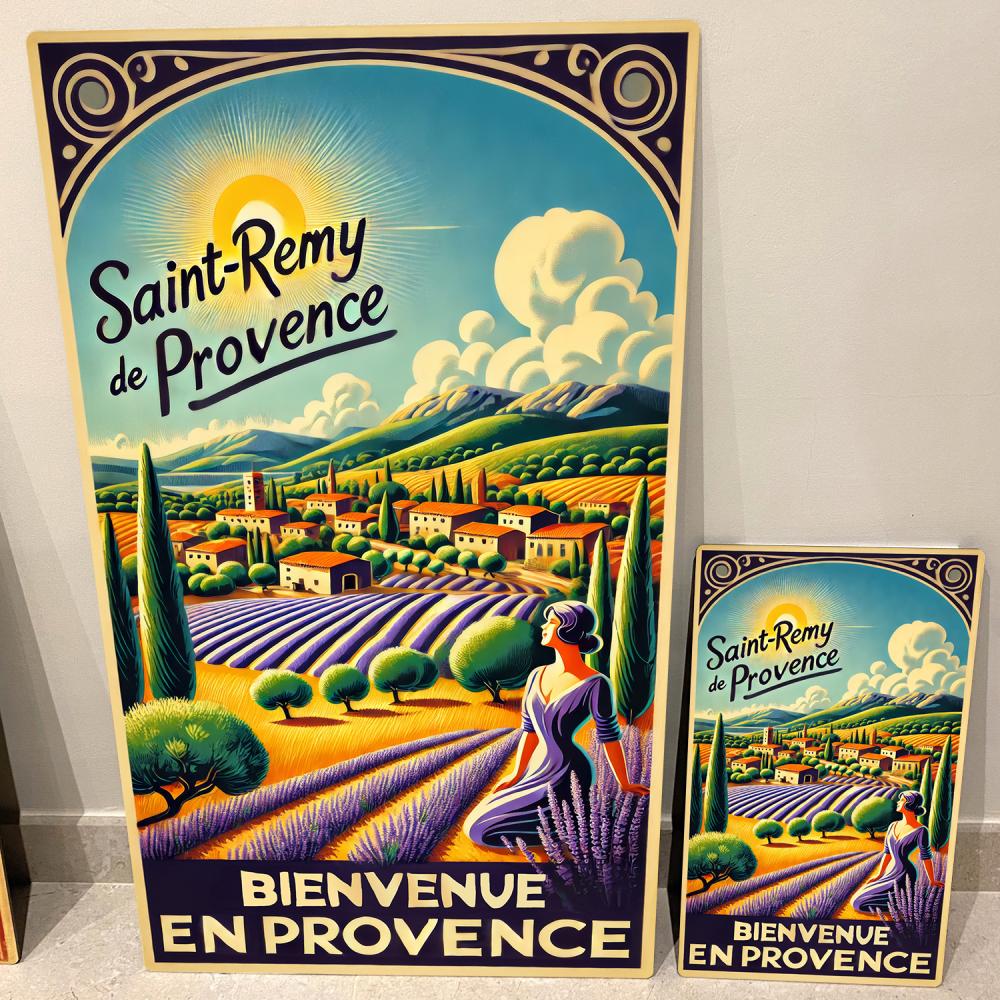 Saint-Remy
de Provence
BIENVENUE
EN PROVENCE
Saint-Remy
de Provence
BIENVENUE
EN PROVENCE